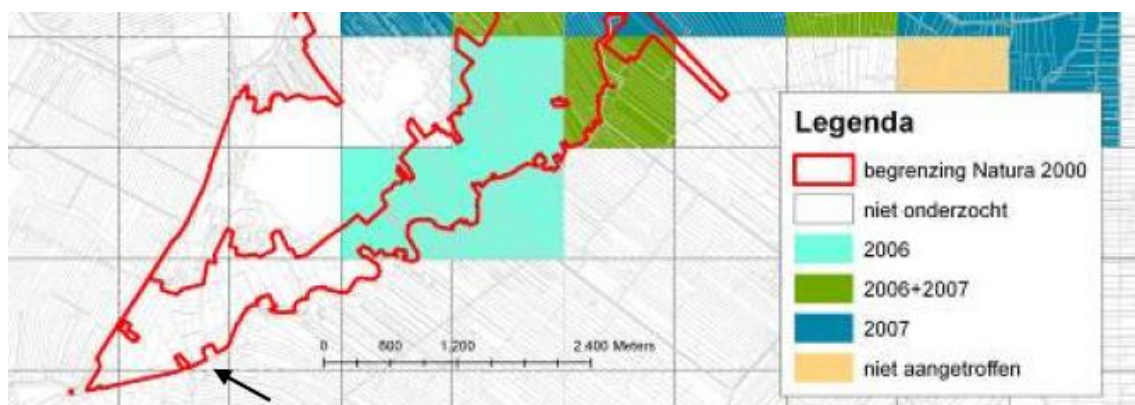 Legenda
begrenzing Natura 2000
niet onderzocht
2006
2006+2007
2007
niet aangetroffen
0 600 1.200 2.400 Meters